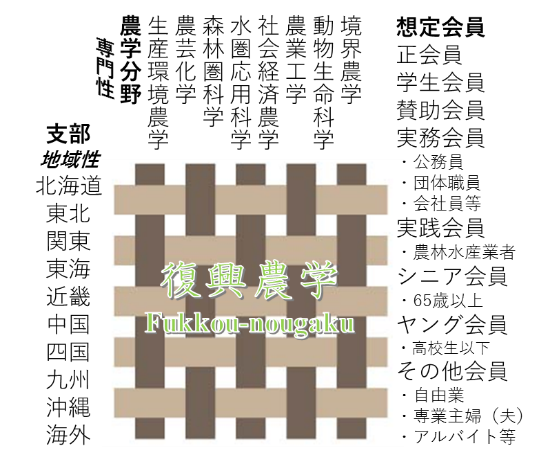 農学分野
専門性
生産環境農学
農芸化学
森林圏科学
水圏応用科学
社会経済農学
農業工学
動物生命科学
境界農学
支部
地域性
北海道
東北
関東
東海
近畿
中国
四国
九州
沖縄
海外
復興農学
Fukkou-nougaku
想定会員
正会員
学生会員
賛助会員
実務会員
・公務員
・団体職員
・会社員等
実践会員
・農林水産業者
シニア会員
・65歳以上
ヤング会員
・高校生以下
その他会員
・自由業
・専業主婦（夫）
・アルバイト等